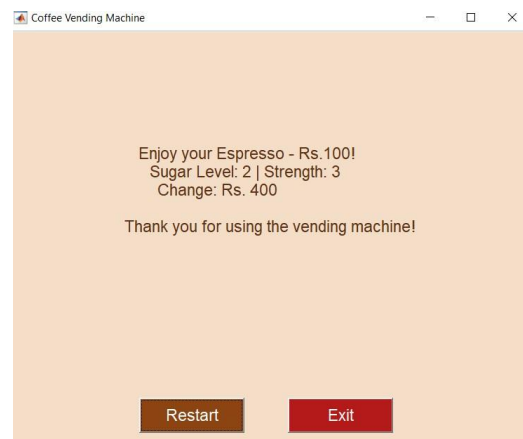 Coffee Vending Machine
Enjoy your Espresso - Rs.100!
Sugar Level: 2 | Strength: 3
Change: Rs. 400
Thank you for using the vending machine!
Restart
Exit